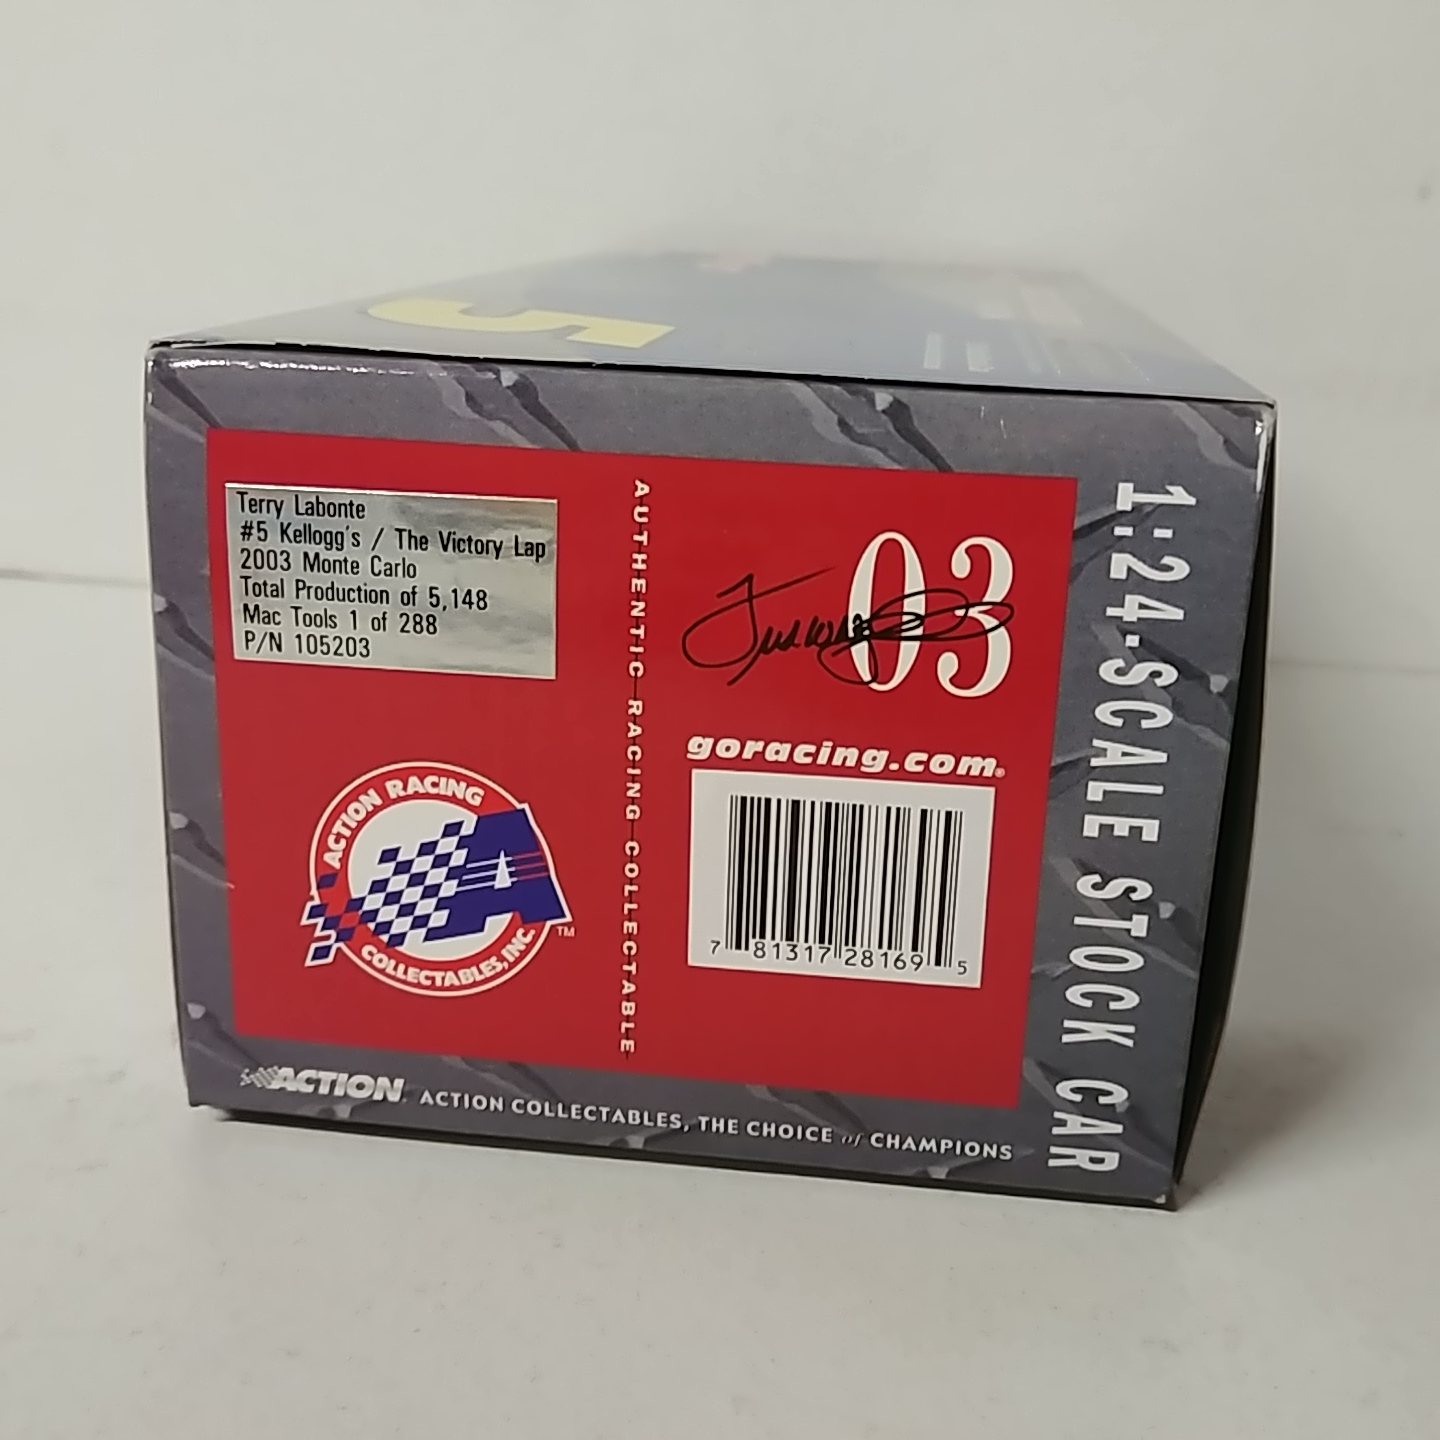 5
Terry Labonte
#5 Kellogg's / The Victory Lap
2003 Monte Carlo
Total Production of 5,148
Mac Tools 1 of 288
P/N 105203
AUTHENTIC RACING COLLECTABLE
03
goracing.com®
7 81317 28169 5
ACTION RACING
COLLECTABLES, INC.
TM
1:24-SCALE STOCK CAR
ACTION
ACTION COLLECTABLES, THE CHOICE of CHAMPIONS